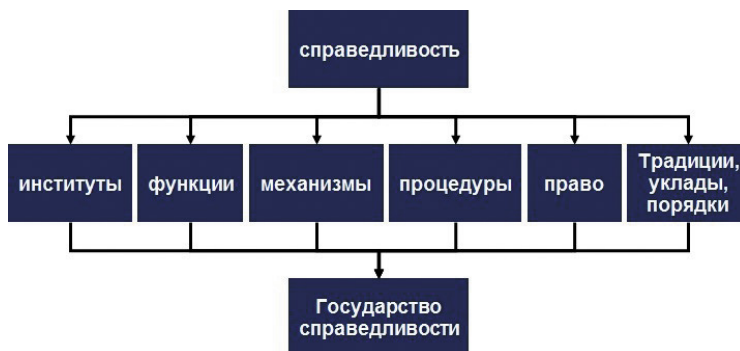 справедливость
институты
функции
механизмы
процедуры
право
Традиции,
уклады,
порядки
Государство
справедливости